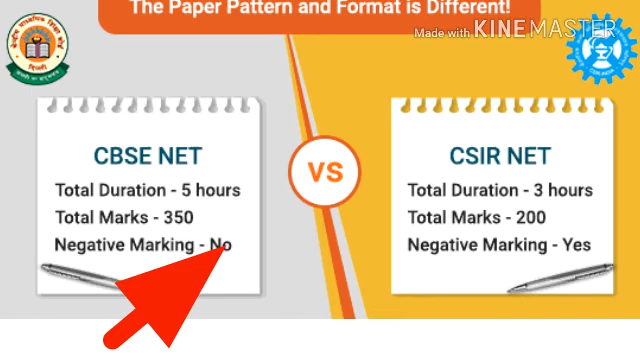 The Paper Pattern and Format is Different!
Made with KINEMASTER
CBSE NET
Total Duration - 5 hours
Total Marks - 350
Negative Marking - No
VS
CSIR NET
Total Duration - 3 hours
Total Marks - 200
Negative Marking - Yes